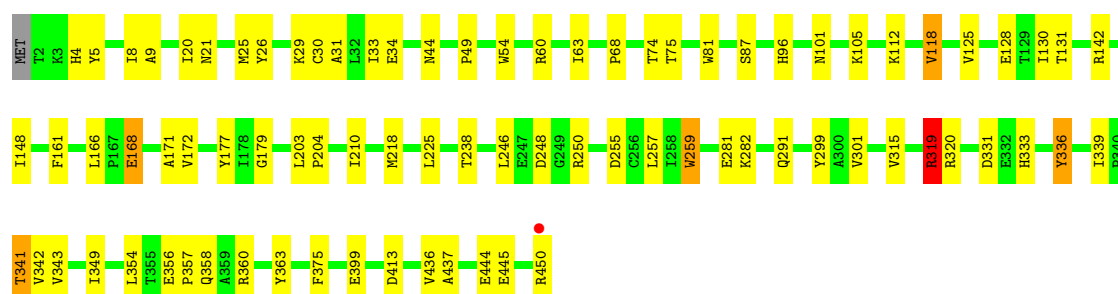 MET T2 K3 H4 Y5 I8 A9 I20 N21 M25 Y26 K29 C30 A31 L32 I33 E34 N44 P49 W54 R60 I63 P68 T74 T75 W81 S87 H96 N101 K105 K112 V118 V125 E128 T129 I130 T131 R142
I148 F161 L166 P167 E168 A171 V172 Y177 I178 G179 L203 P204 I210 M218 L225 T238 L246 E247 D248 G249 R250 D255 C256 L257 I258 W259 E281 K282 Q291 Y299 A300 V301 V315 R319 R320 D331 E332 H333 Y336 I339
T341 V342 V343 I349 L354 T355 E356 P357 Q358 A359 R360 Y363 F375 E399 D413 V436 A437 E444 E445 R450